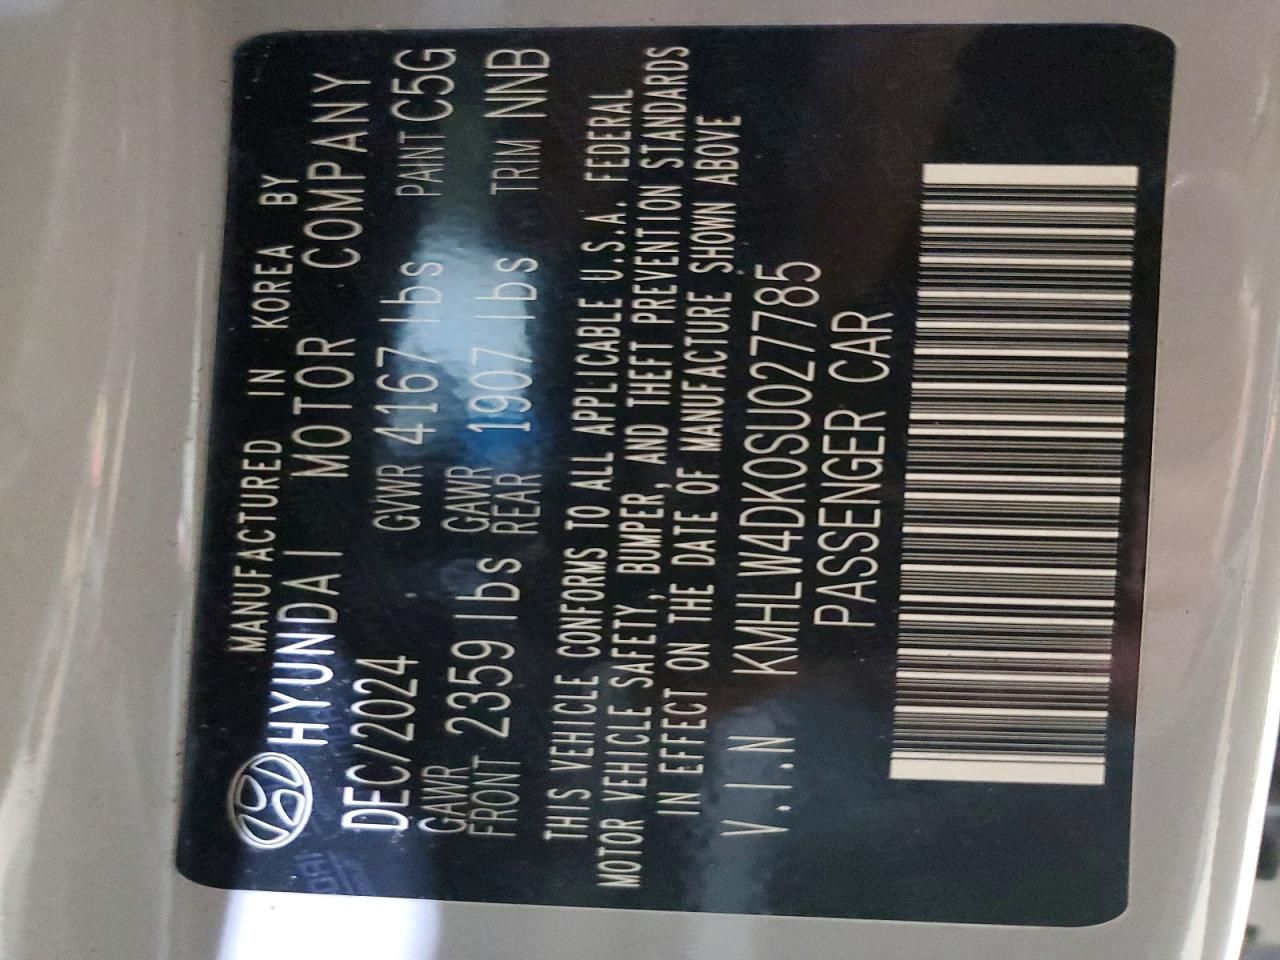 MANUFACTURED IN KOREA BY
HYUNDAI MOTOR COMPANY
DEC/2024 GVWR 4167 lbs PAINT C5G
GAWR FRONT 2359 lbs GAWR REAR 1907 lbs TRIM NNB
THIS VEHICLE CONFORMS TO ALL APPLICABLE U.S.A. FEDERAL
MOTOR VEHICLE SAFETY, BUMPER, AND THEFT PREVENTION STANDARDS
IN EFFECT ON THE DATE OF MANUFACTURE SHOWN ABOVE
V.I.N KMHLW4DK0SU027785
PASSENGER CAR